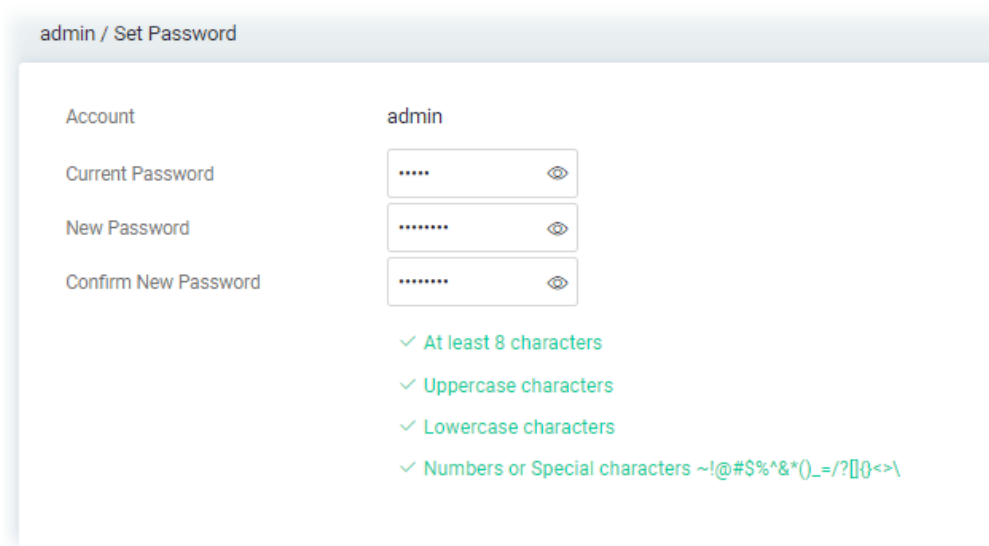 admin / Set Password
Account admin
Current Password •••••
New Password ••••••••
Confirm New Password ••••••••
✓ At least 8 characters
✓ Uppercase characters
✓ Lowercase characters
✓ Numbers or Special characters ~!@#$%^&*()_=/?[]{}<>\